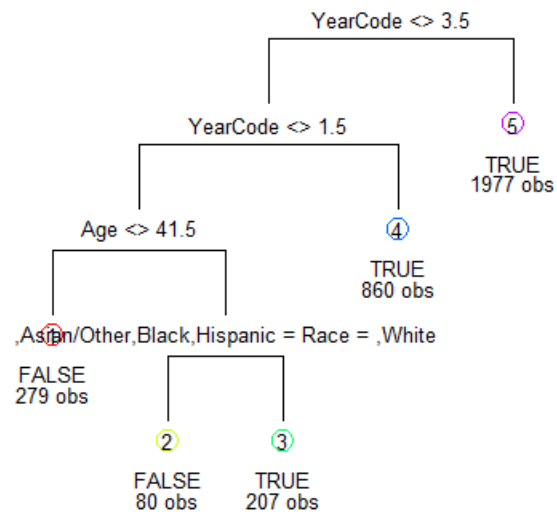 YearCode <> 3.5
YearCode <> 1.5
5
TRUE
1977 obs
Age <> 41.5
4
TRUE
860 obs
,Asian/Other,Black,Hispanic = Race = ,White
1
FALSE
279 obs
2
3
FALSE
80 obs
TRUE
207 obs